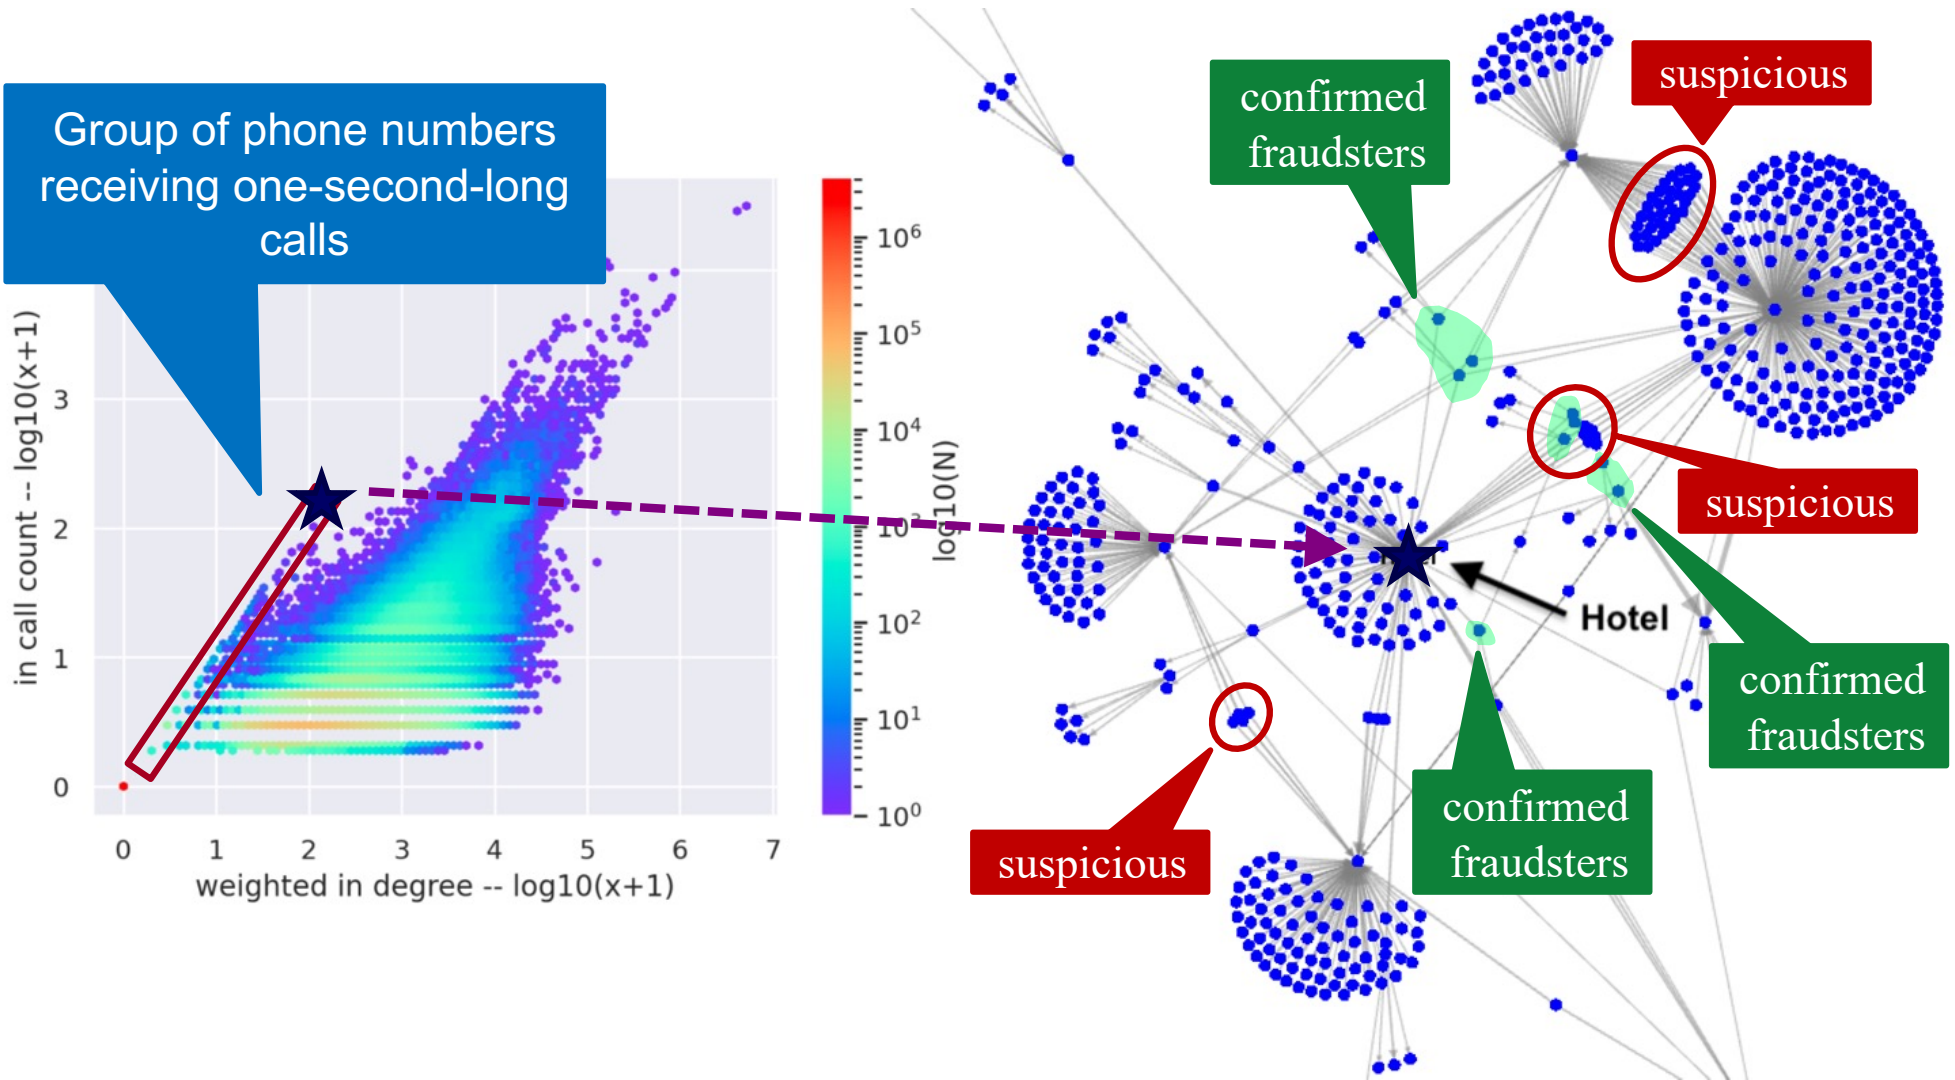 Group of phone numbers
receiving one-second-long
calls
in call count -- log10(x+1)
3
2
1
0
0 1 2 3 4 5 6 7
weighted in degree -- log10(x+1)
10⁶
10⁵
10⁴
10³
10²
10¹
10⁰
log10(N)
confirmed
fraudsters
suspicious
suspicious
Hotel
confirmed
fraudsters
confirmed
fraudsters
suspicious